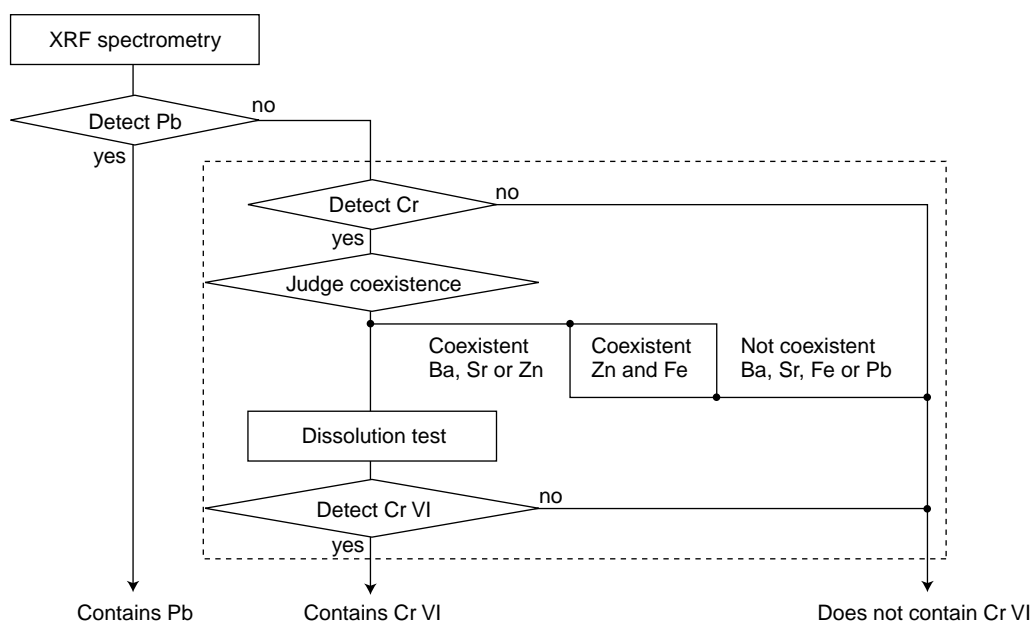 XRF spectrometry
Detect Pb
no
yes
Detect Cr
no
yes
Judge coexistence
Coexistent
Ba, Sr or Zn
Coexistent
Zn and Fe
Not coexistent
Ba, Sr, Fe or Pb
Dissolution test
Detect Cr VI
no
yes
Contains Pb
Contains Cr VI
Does not contain Cr VI